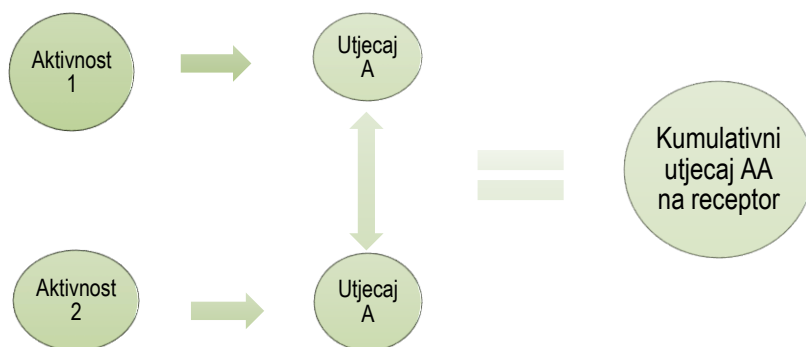 Aktivnost
1
Utjecaj
A
Kumulativni
utjecaj AA
na receptor
Aktivnost
2
Utjecaj
A